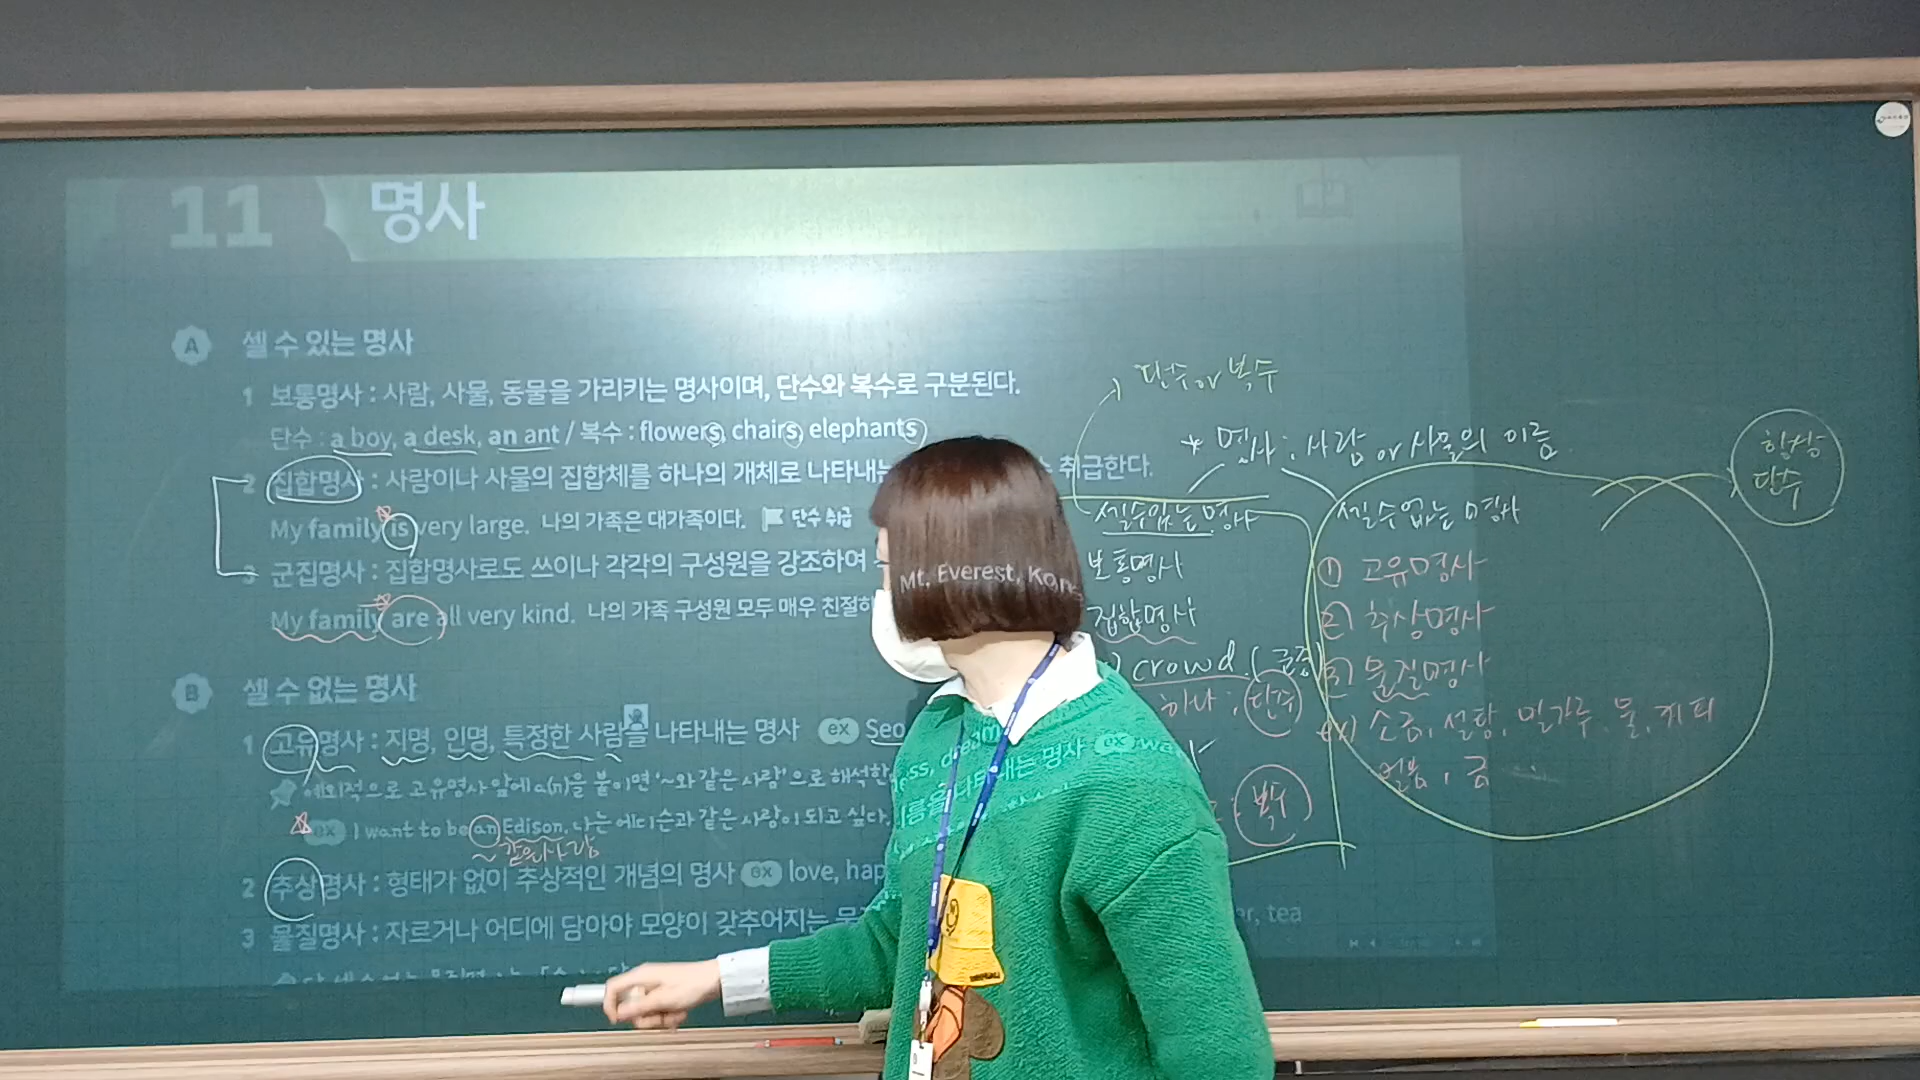 11 명사
A 셀 수 있는 명사
1 보통명사 : 사람, 사물, 동물을 가리키는 명사이며, 단수와 복수로 구분된다.
단수 : a boy, a desk, an ant / 복수 : flowers, chairs, elephants
2 집합명사 : 사람이나 사물의 집합체를 하나의 개체로 나타내는 취급한다.
My family is very large. 나의 가족은 대가족이다. 단수 취급
3 군집명사 : 집합명사로도 쓰이나 각각의 구성원을 강조하여
My family are all very kind. 나의 가족 구성원 모두 매우 친절하
B 셀 수 없는 명사
1 고유명사 : 지명, 인명, 특정한 사람을 나타내는 명사 ex Seo
Mt. Everest, Kor
예외적으로 고유명사 앞에 a(n)을 붙이면 '~와 같은 사람'으로 해석한
ex I want to be an Edison. 나는 에디슨과 같은 사람이 되고 싶다.
~같은 사람
2 추상명사 : 형태가 없이 추상적인 개념의 명사 ex love, hap
ess, dream
3 물질명사 : 자르거나 어디에 담아야 모양이 갖추어지는 물
나타내는 명사 ex wa
er, tea
단수 or 복수
* 명사 : 사람 or 사물의 이름.
셀수있는 명사
보통명사
집합명사
crowd (
하나 ; 단수
복수
셀수없는 명사
항상
단수
① 고유명사
② 추상명사
③ 물질명사
ex) 소금, 설탕, 밀가루, 물, 커피
얼음, 금 ...